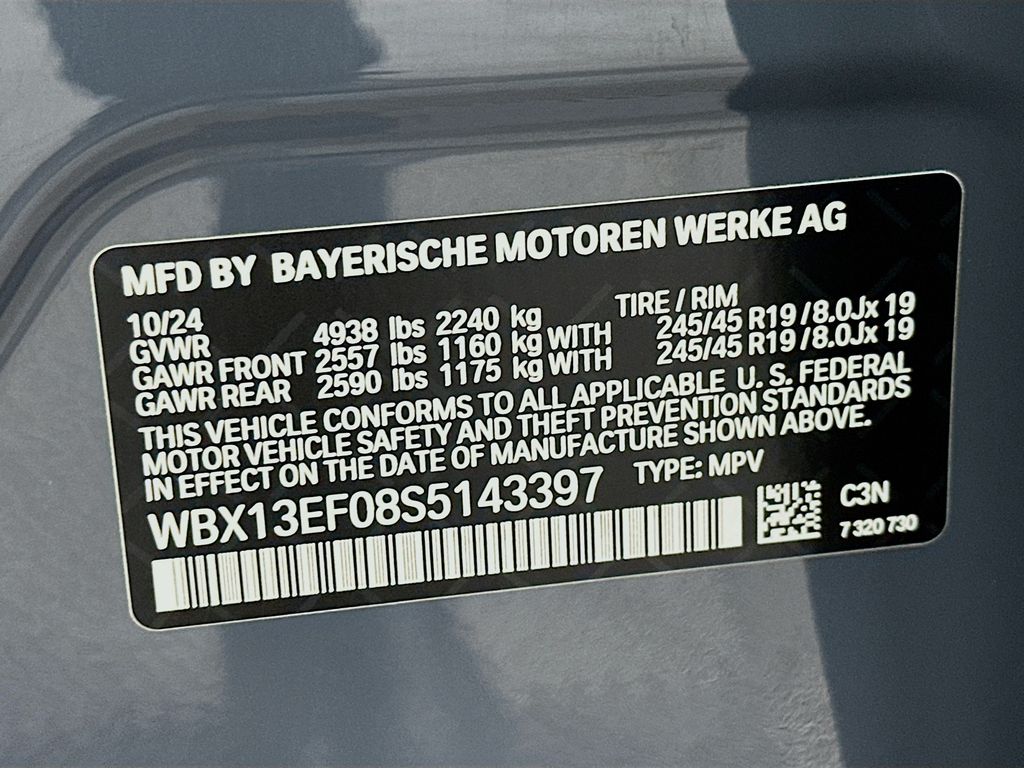 MFD BY BAYERISCHE MOTOREN WERKE AG
10/24 TIRE / RIM
GVWR 4938 lbs 2240 kg
GAWR FRONT 2557 lbs 1160 kg WITH 245/45 R19 / 8.0Jx 19
GAWR REAR 2590 lbs 1175 kg WITH 245/45 R19 / 8.0Jx 19
THIS VEHICLE CONFORMS TO ALL APPLICABLE U. S. FEDERAL
MOTOR VEHICLE SAFETY AND THEFT PREVENTION STANDARDS
IN EFFECT ON THE DATE OF MANUFACTURE SHOWN ABOVE.
WBX13EF08S5143397 TYPE: MPV
C3N
7 320 730